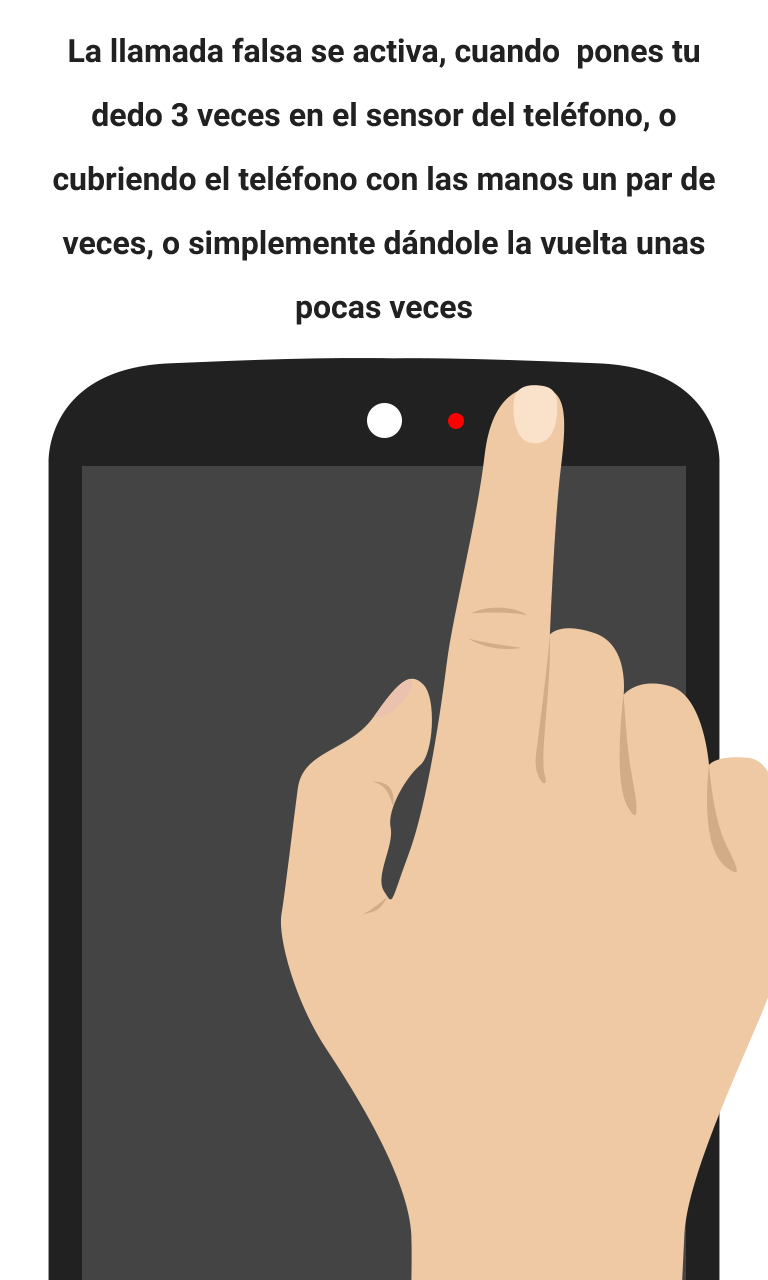 La llamada falsa se activa, cuando  pones tu
dedo 3 veces en el sensor del teléfono, o
cubriendo el teléfono con las manos un par de
veces, o simplemente dándole la vuelta unas
pocas veces